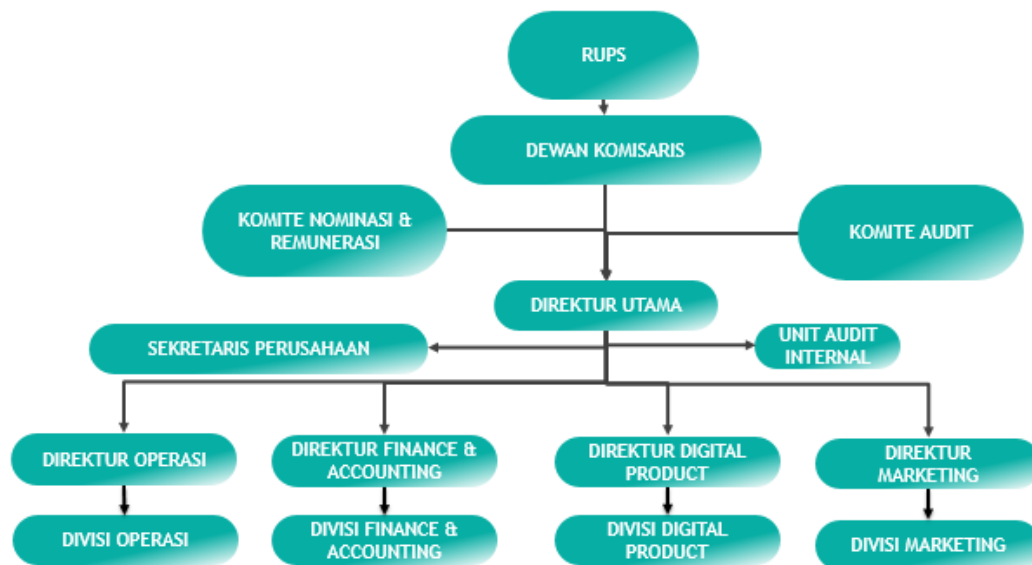 RUPS
DEWAN KOMISARIS
KOMITE NOMINASI &
REMUNERASI
KOMITE AUDIT
DIREKTUR UTAMA
SEKRETARIS PERUSAHAAN
UNIT AUDIT
INTERNAL
DIREKTUR OPERASI
DIREKTUR FINANCE &
ACCOUNTING
DIREKTUR DIGITAL
PRODUCT
DIREKTUR
MARKETING
DIVISI OPERASI
DIVISI FINANCE &
ACCOUNTING
DIVISI DIGITAL
PRODUCT
DIVISI MARKETING